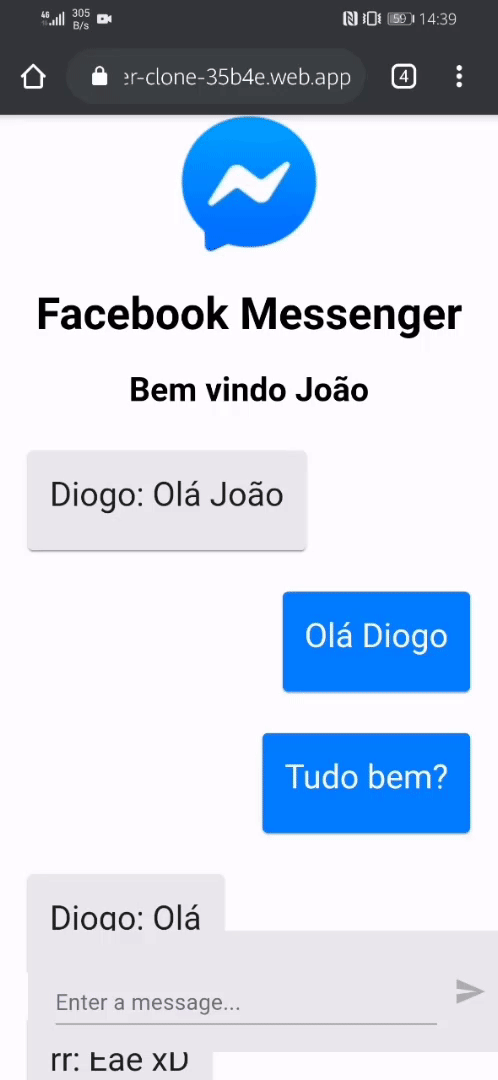 46
305
B/s
59
14:39
er-clone-35b4e.web.app
4
Facebook Messenger
Bem vindo João
Diogo: Olá João
Olá Diogo
Tudo bem?
Diogo: Olá
Enter a message...
rr: Eae xD